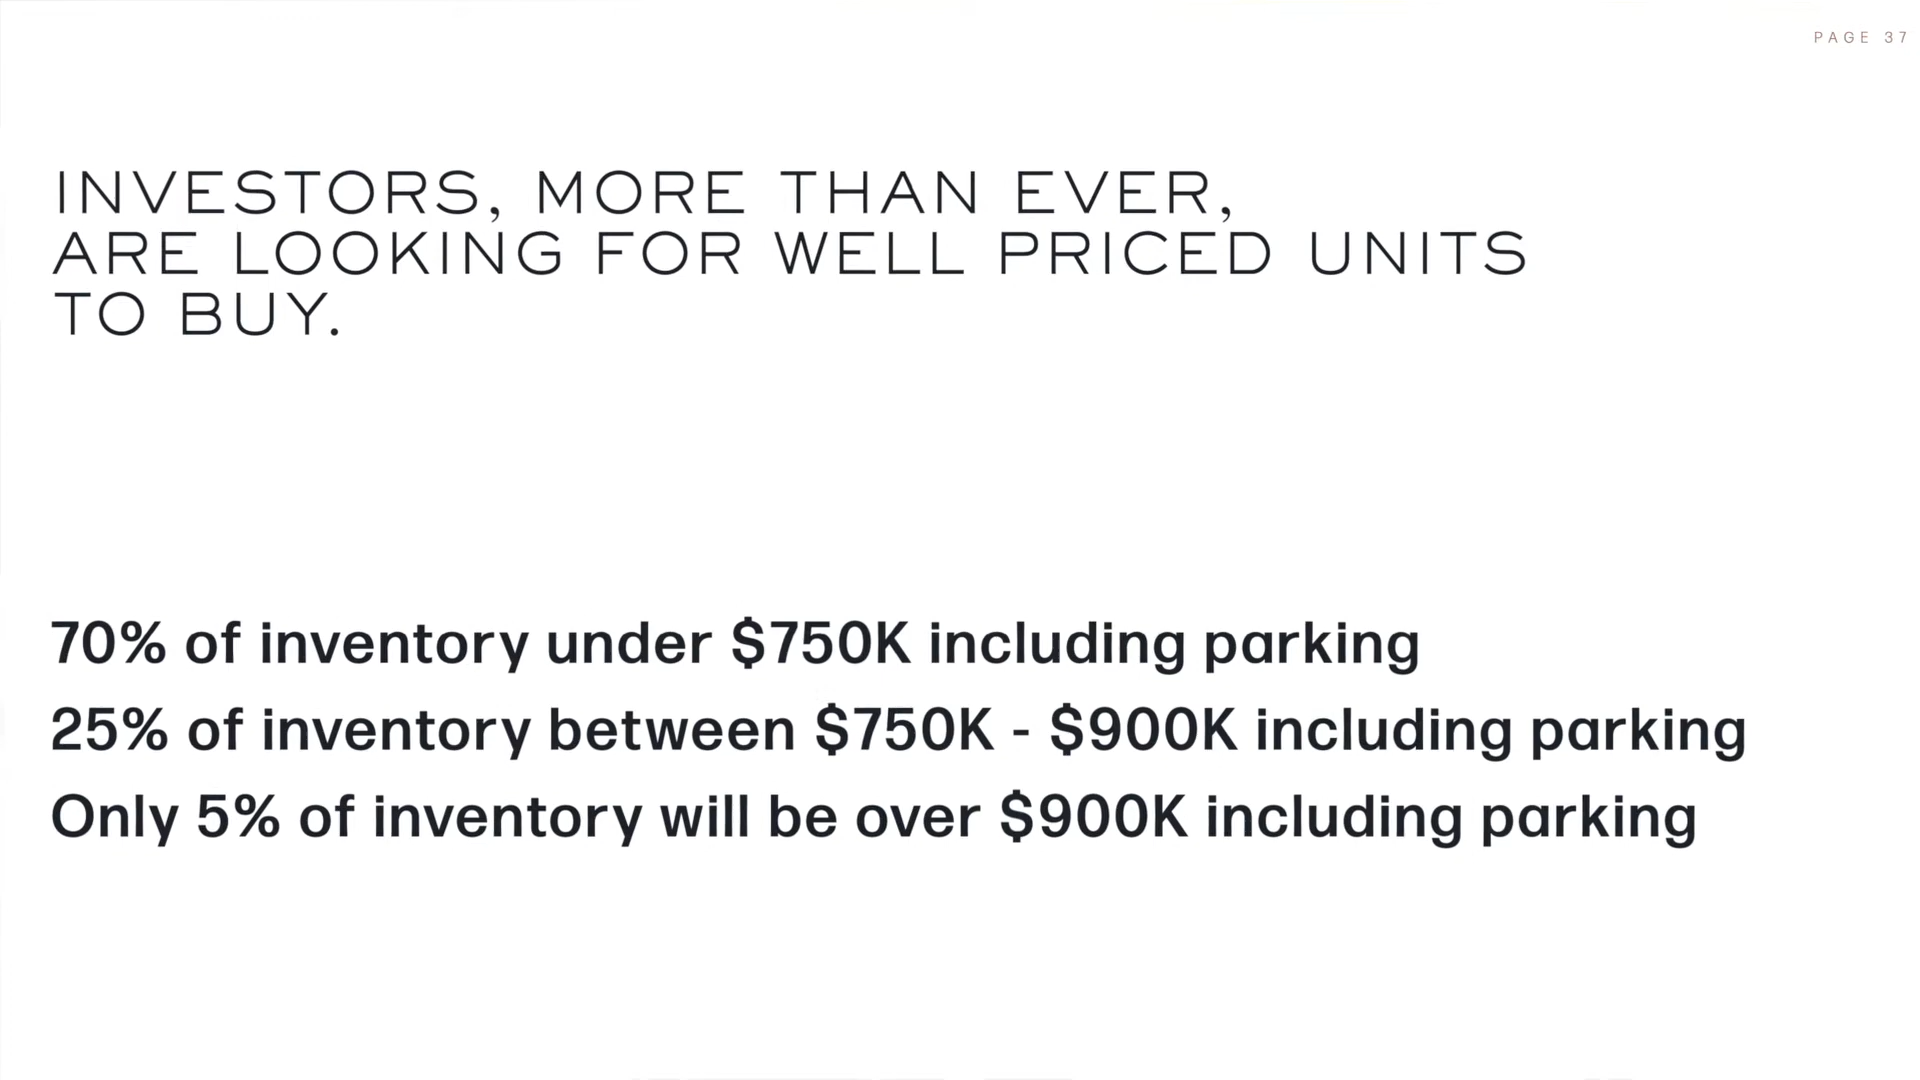 PAGE 37
INVESTORS, MORE THAN EVER,
ARE LOOKING FOR WELL PRICED UNITS
TO BUY.
70% of inventory under $750K including parking
25% of inventory between $750K - $900K including parking
Only 5% of inventory will be over $900K including parking